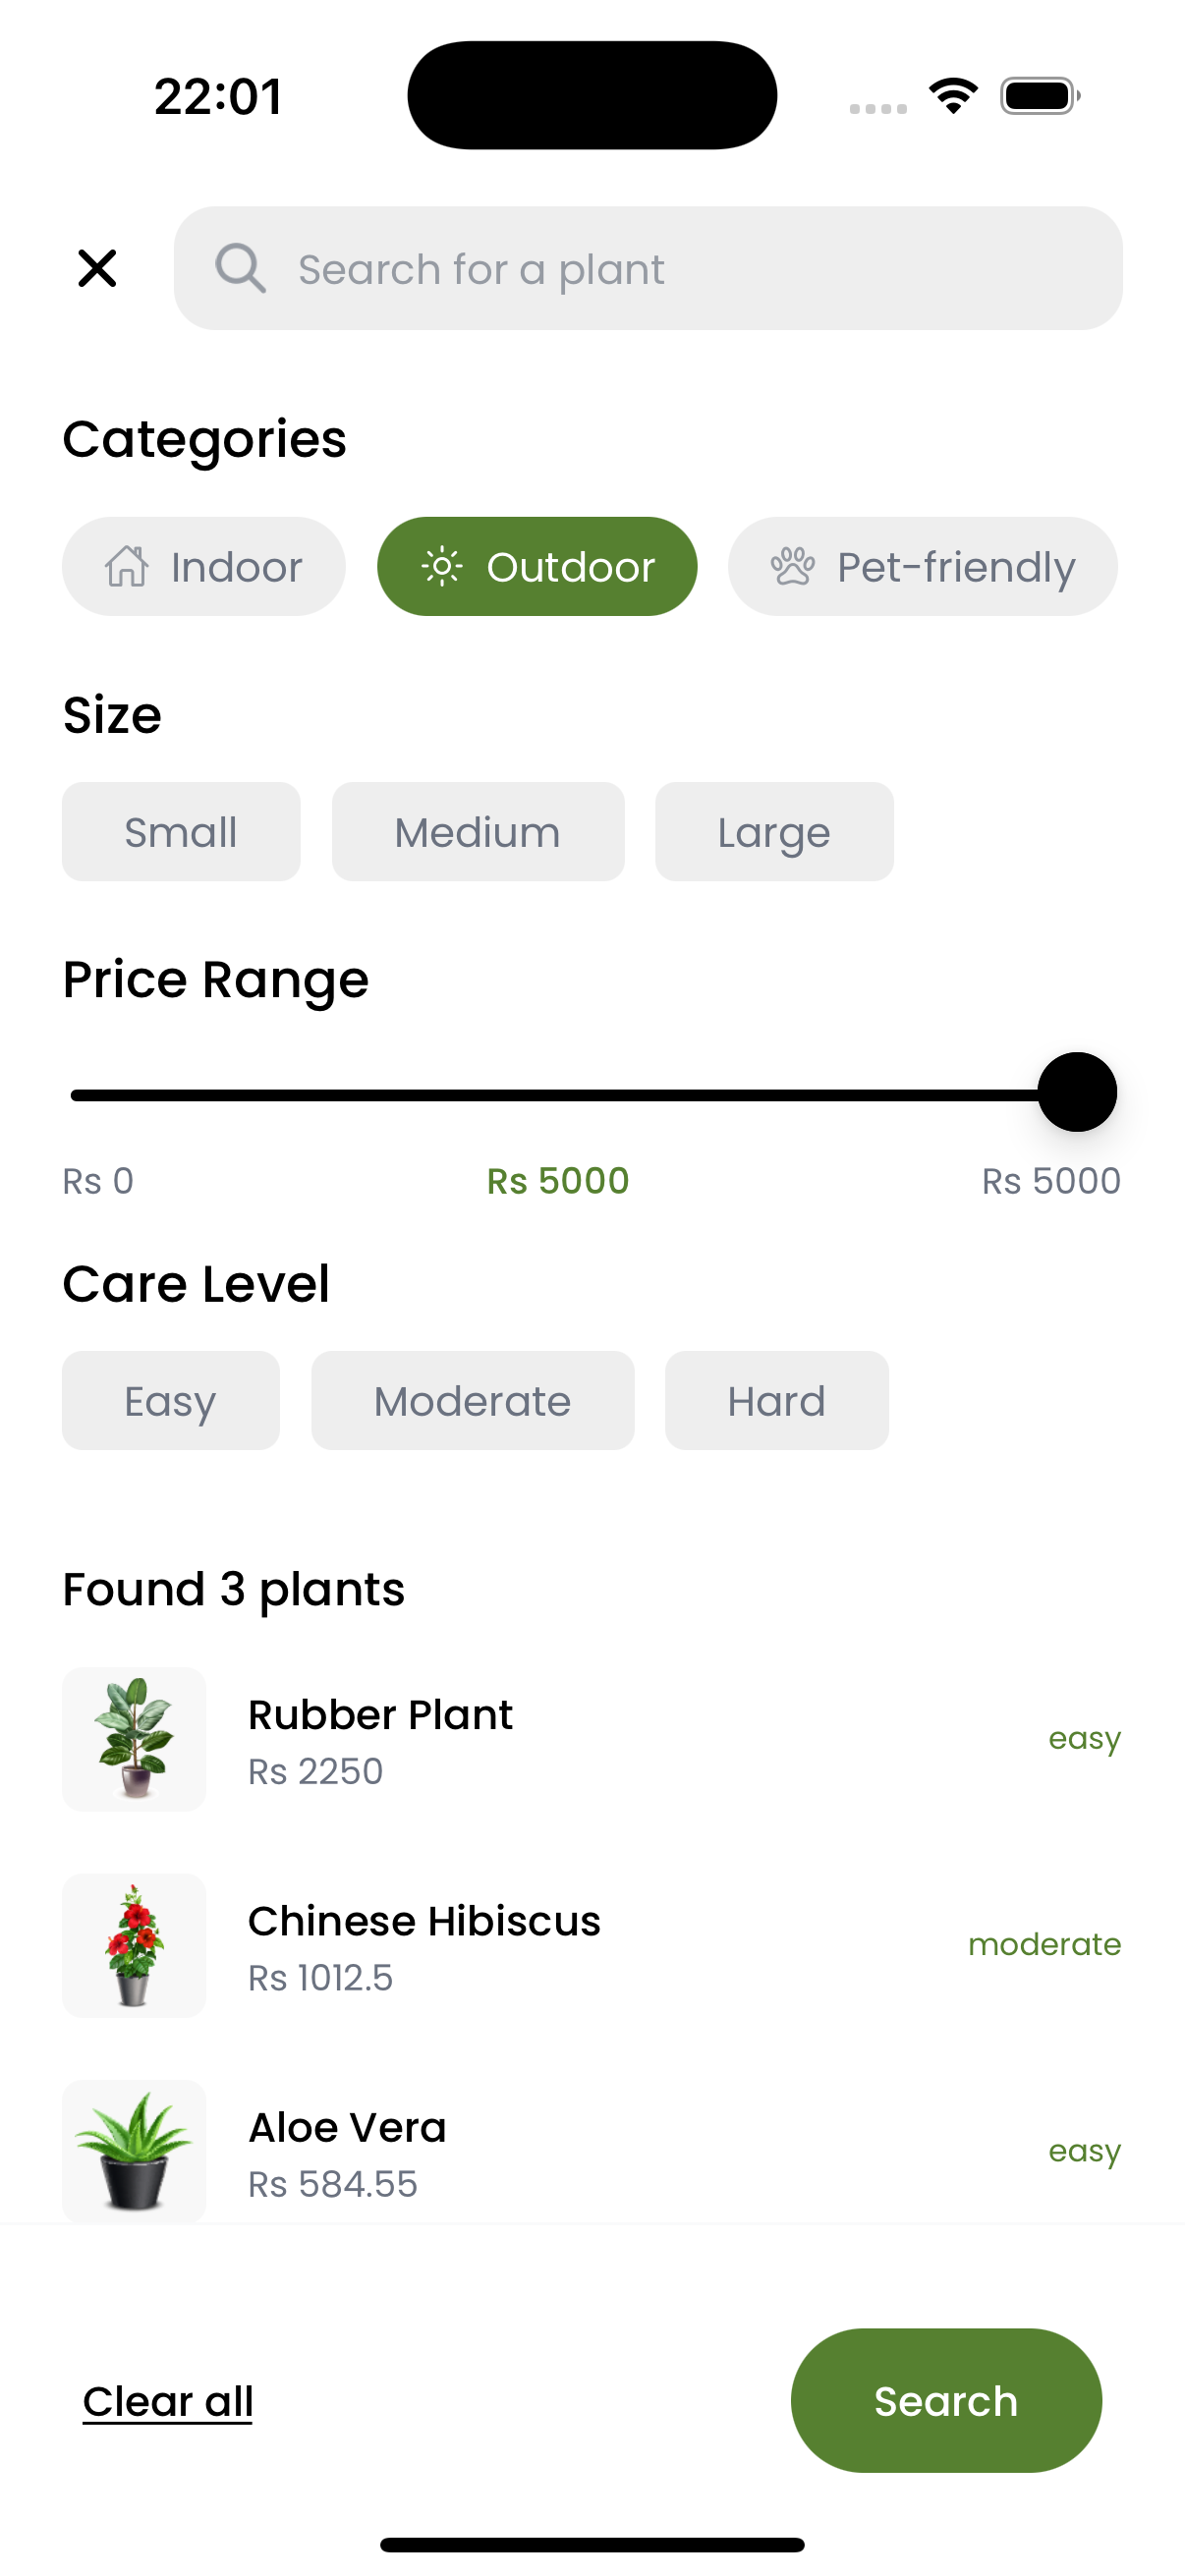 22:01
Search for a plant
Categories
Indoor Outdoor Pet-friendly
Size
Small Medium Large
Price Range
Rs 0 Rs 5000 Rs 5000
Care Level
Easy Moderate Hard
Found 3 plants
Rubber Plant
Rs 2250
easy
Chinese Hibiscus
Rs 1012.5
moderate
Aloe Vera
Rs 584.55
easy
Clear all Search